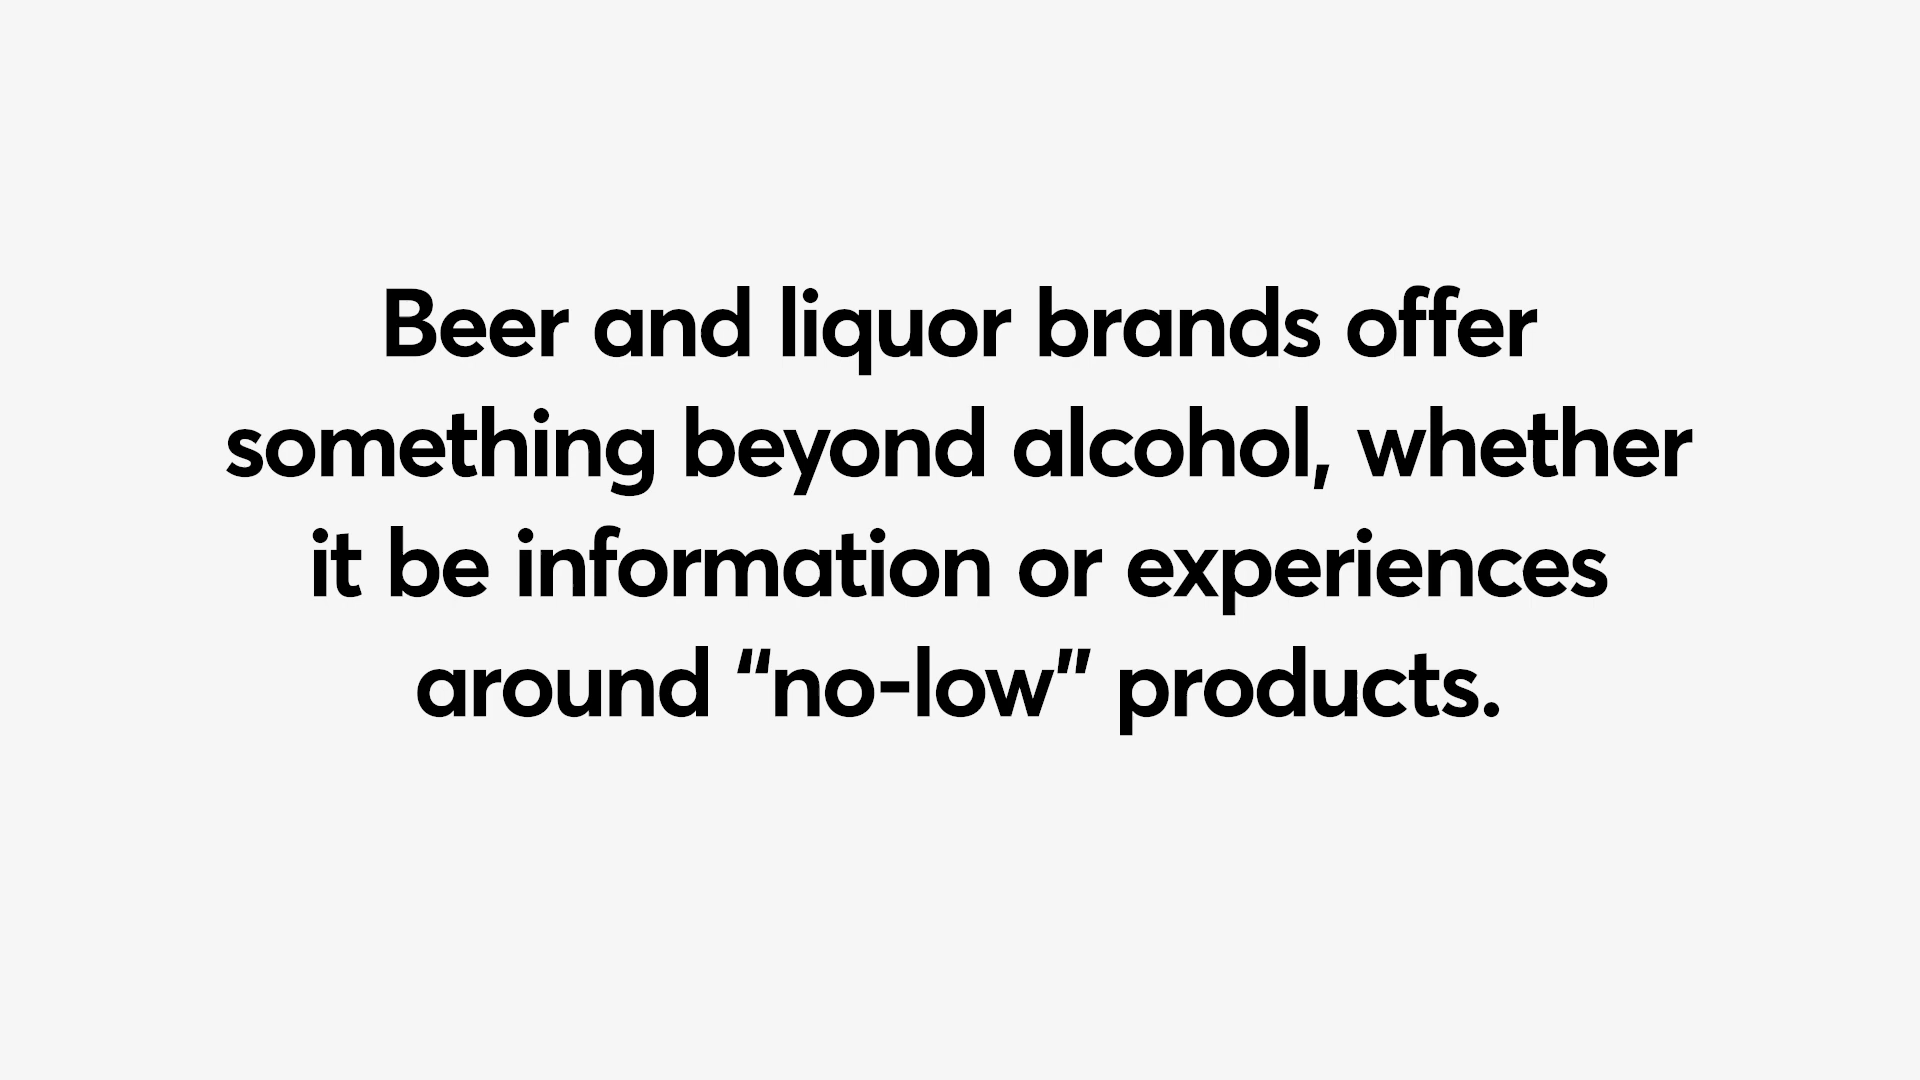 Beer and liquor brands offer
something beyond alcohol, whether
it be information or experiences
around “no-low” products.